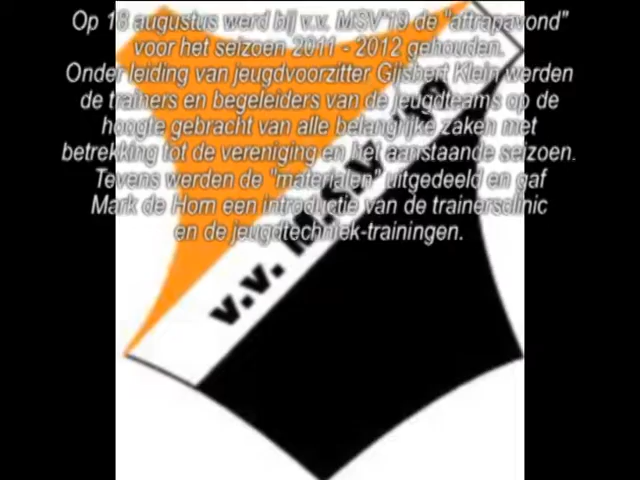 Op 18 augustus werd bij v.v. MSV'19 de "aftrapavond"
voor het seizoen 2011 - 2012 gehouden.
Onder leiding van jeugdvoorzitter Gijsbert Klein werden
de trainers en begeleiders van de jeugdteams op de
hoogte gebracht van alle belangrijke zaken met
betrekking tot de vereniging en het aanstaande seizoen.
Tevens werden de "materialen" uitgedeeld en gaf
Mark de Horn een introductie van de trainersclinic
en de jeugdtechniek-trainingen.
v.v. M.S.V. '19